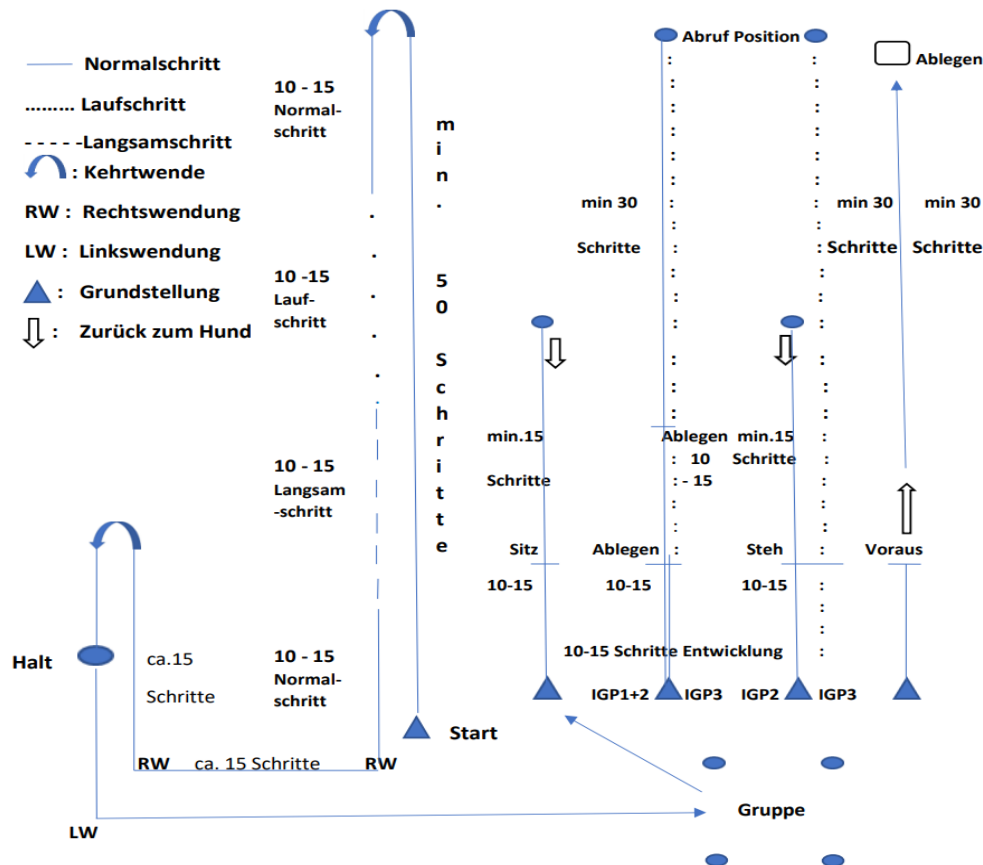 Normalschritt
......... Laufschritt
- - - - -Langsamschritt
: Kehrtwende
RW : Rechtswendung
LW : Linkswendung
: Grundstellung
: Zurück zum Hund
10 - 15
Normal-
schritt
10 -15
Lauf-
schritt
10 - 15
Langsam
-schritt
10 - 15
Normal-
schritt
min. 50 Schritte
Start
RW
ca. 15 Schritte
RW
ca.15
Schritte
Halt
LW
Gruppe
Abruf Position
Ablegen
min 30
Schritte
min 30
Schritte
min 30
Schritte
min.15
Schritte
Ablegen
10
- 15
min.15
Schritte
Sitz
Ablegen
Steh
Voraus
10-15
10-15
10-15
10-15 Schritte Entwicklung
IGP1+2
IGP3
IGP2
IGP3